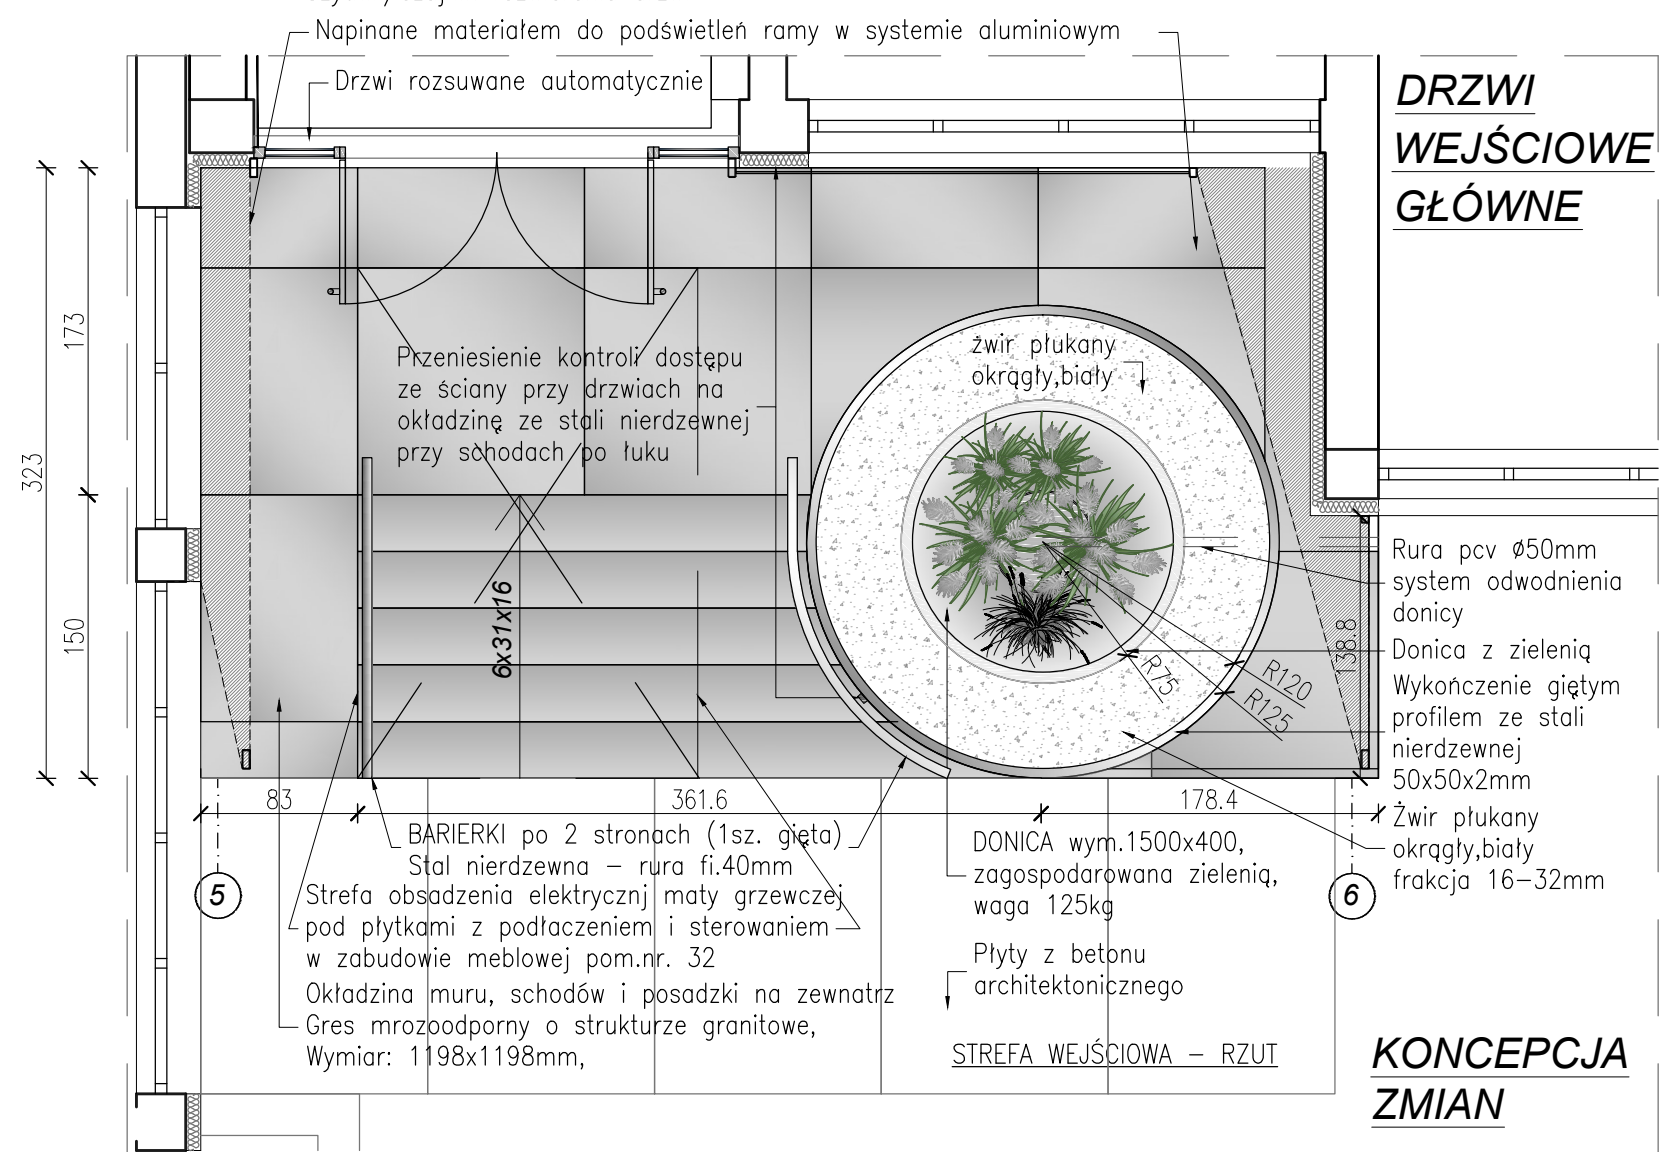 Napinane materiałem do podświetleń ramy w systemie aluminiowym
Drzwi rozsuwane automatycznie
DRZWI
WEJŚCIOWE
GŁÓWNE
323
173
150
Przeniesienie kontroli dostępu
ze ściany przy drzwiach na
okładzinę ze stali nierdzewnej
przy schodach po łuku
żwir płukany
okrągły,biały
6x31x16
R75
R120
R125
138.8
Rura pcv Ø50mm
system odwodnienia
donicy
Donica z zielenią
Wykończenie giętym
profilem ze stali
nierdzewnej
50x50x2mm
Żwir płukany
okrągły,biały
frakcja 16-32mm
83
361.6
178.4
5
6
BARIERKI po 2 stronach (1sz. gięta)
Stal nierdzewna – rura fi.40mm
Strefa obsadzenia elektrycznj maty grzewczej
pod płytkami z podłaczeniem i sterowaniem
w zabudowie meblowej pom.nr. 32
Okładzina muru, schodów i posadzki na zewnatrz
Gres mrozoodporny o strukturze granitowe,
Wymiar: 1198x1198mm,
DONICA wym.1500x400,
zagospodarowana zielenią,
waga 125kg
Płyty z betonu
architektonicznego
STREFA WEJŚCIOWA – RZUT
KONCEPCJA
ZMIAN